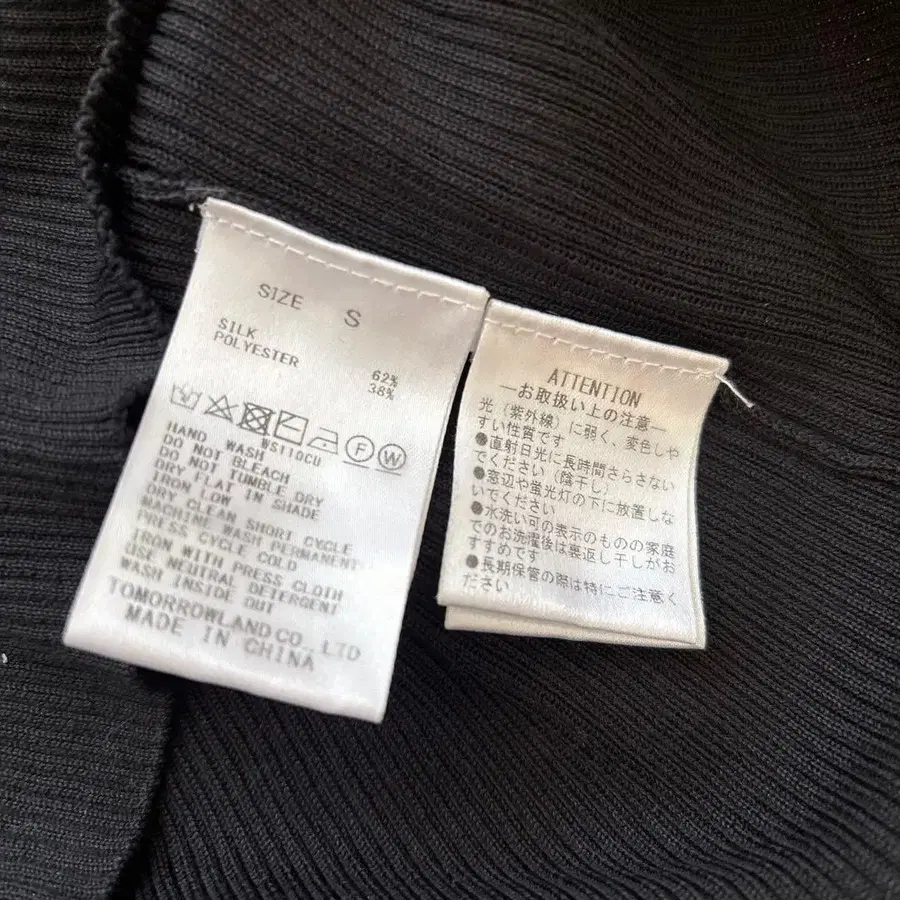 SIZE S
SILK 62%
POLYESTER 38%
F W
WST10CU
HAND WASH
DO NOT BLEACH
DO NOT TUMBLE DRY
DRY FLAT IN SHADE
IRON LOW
DRY CLEAN SHORT CYCLE
MACHINE WASH PERMANENT
PRESS CYCLE COLD
IRON WITH PRESS CLOTH
USE NEUTRAL DETERGENT
WASH INSIDE OUT
TOMORROWLAND CO., LTD
MADE IN CHINA
ATTENTION
—お取扱い上の注意—
光（紫外線）に弱く、変色しや
すい性質です
●直射日光に長時間さらさない
でください（陰干し）
●窓辺や蛍光灯の下に放置しな
いでください
●水洗い可の表示のものの家庭
でのお洗濯後は裏返し干しがお
すすめです
●長期保管の際は特にご注意く
ださい